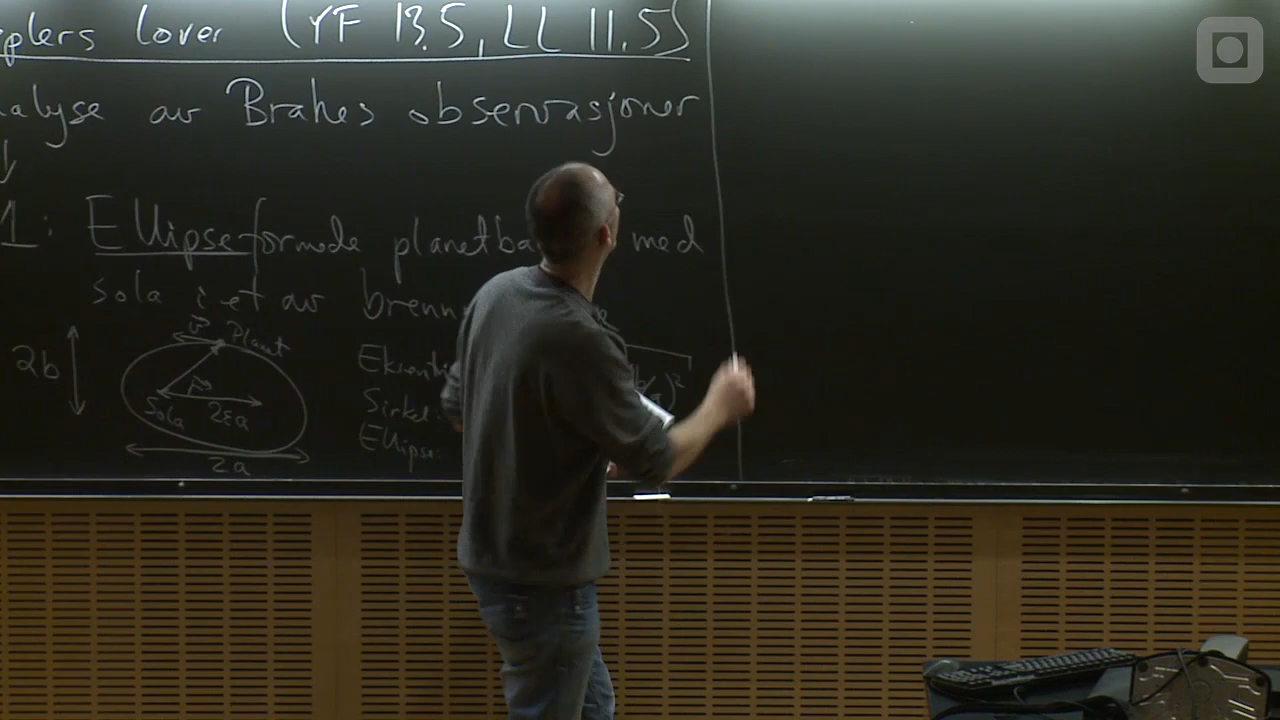 plers lover (YF 13.5, LL 11.5)
nalyse av Brahes observasjoner
1: Ellipseformede planetba med
sola i et av brenn
2b
v
Planet
r
Sola
2εa
2a
Eksentri
Sirkel:
Ellipse: